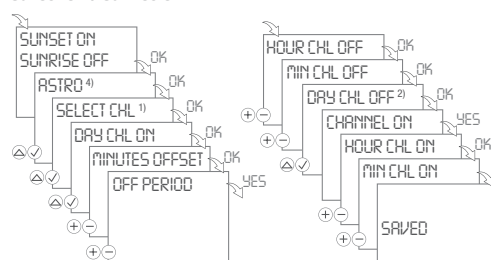 SUNSET ON
SUNRISE OFF
OK
ASTRO 4)
OK
SELECT CHL 1)
OK
DAY CHL ON
OK
MINUTES OFFSET
OK
OFF PERIOD
YES
HOUR CHL OFF
OK
MIN CHL OFF
OK
DAY CHL OFF 2)
OK
CHANNEL ON
YES
HOUR CHL ON
OK
MIN CHL ON
SAVED